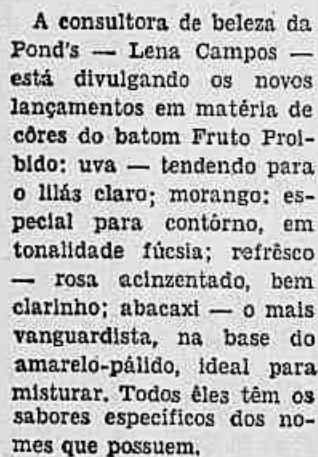 A consultora de beleza da
Pond's — Lena Campos —
está divulgando os novos
lançamentos em matéria de
côres do batom Fruto Proi-
bido: uva — tendendo para
o lilás claro; morango: es-
pecial para contôrno, em
tonalidade fúcsia; refrêsco
— rosa acinzentado, bem
clarinho; abacaxi — o mais
vanguardista, na base do
amarelo-pálido, ideal para
misturar. Todos êles têm os
sabores específicos dos no-
mes que possuem.